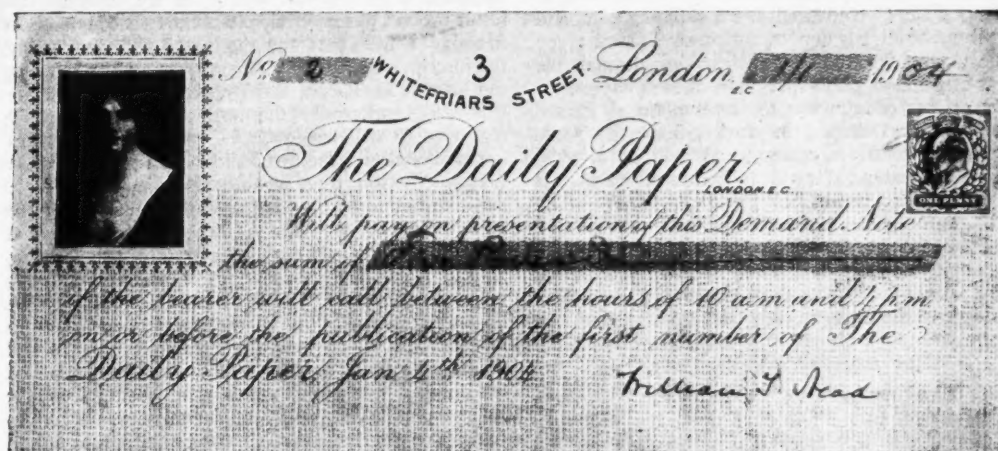 No. 2 3 WHITEFRIARS STREET. London, E.C. 1/1 1904
The Daily Paper,
LONDON. E.C.
ONE PENNY
Will pay on presentation of this Demand Note
the sum of
if the bearer will call between the hours of 10 a.m until 4 p.m
on or before the publication of the first number of The
Daily Paper, Jan 4th 1904
William T. Stead